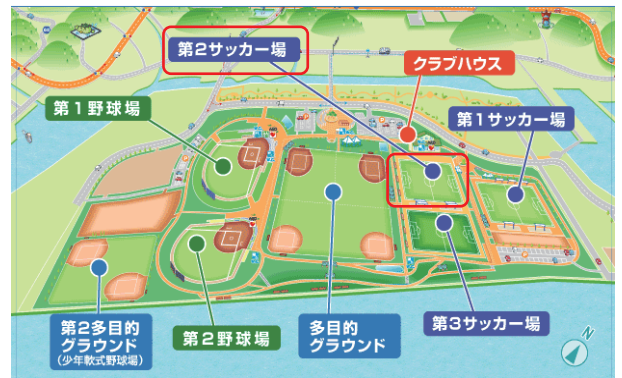 第2サッカー場
クラブハウス
第1野球場
第1サッカー場
第2多目的
グラウンド
(少年軟式野球場)
第2野球場
多目的
グラウンド
第3サッカー場
N